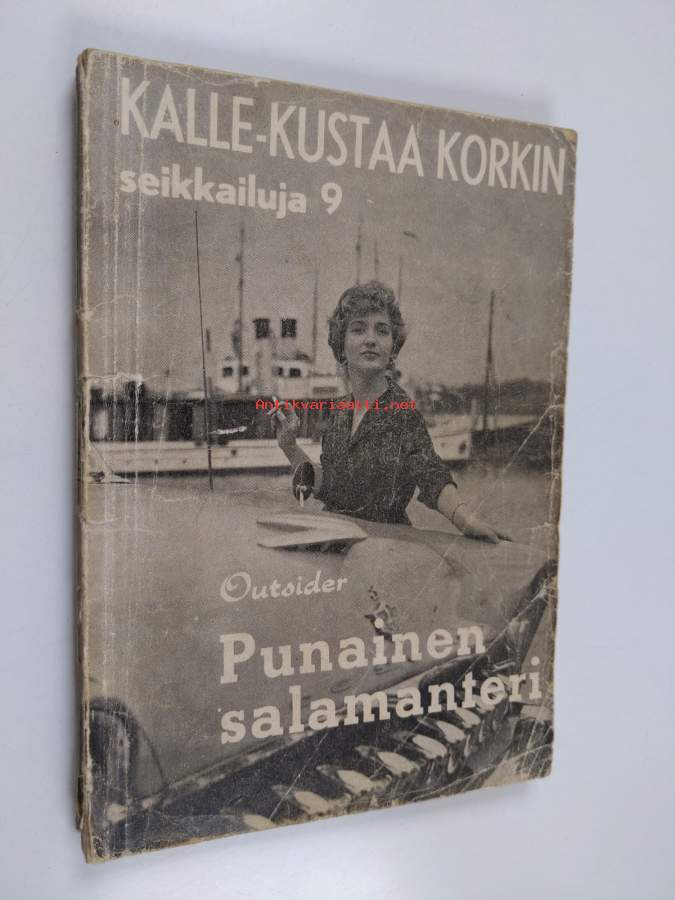 KALLE-KUSTAA KORKIN
seikkailuja 9
Antikvariaatti.net
Outsider
Punainen
salamanteri